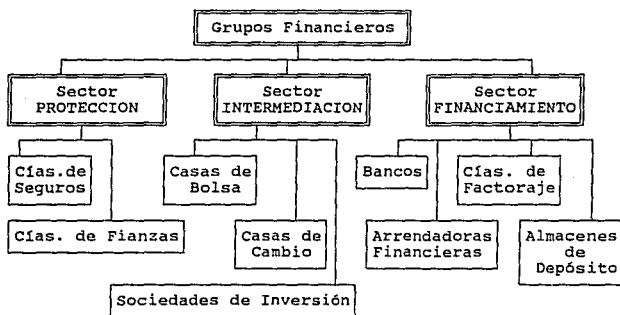 Grupos Financieros
Sector
PROTECCION
Sector
INTERMEDIACION
Sector
FINANCIAMIENTO
Cías.de
Seguros
Casas de
Bolsa
Bancos
Cías. de
Factoraje
Cías. de Fianzas
Casas de
Cambio
Arrendadoras
Financieras
Almacenes
de
Depósito
Sociedades de Inversión